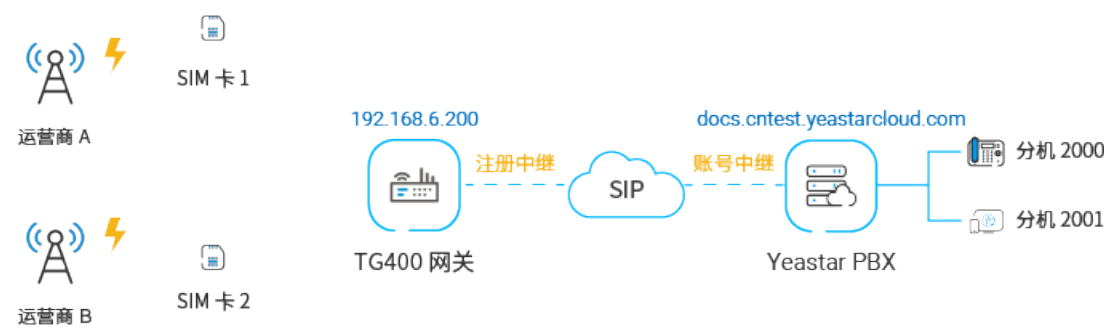 SIM 卡 1
运营商 A
192.168.6.200
docs.cntest.yeastarcloud.com
注册中继
SIP
账号中继
分机 2000
分机 2001
TG400 网关
Yeastar PBX
SIM 卡 2
运营商 B